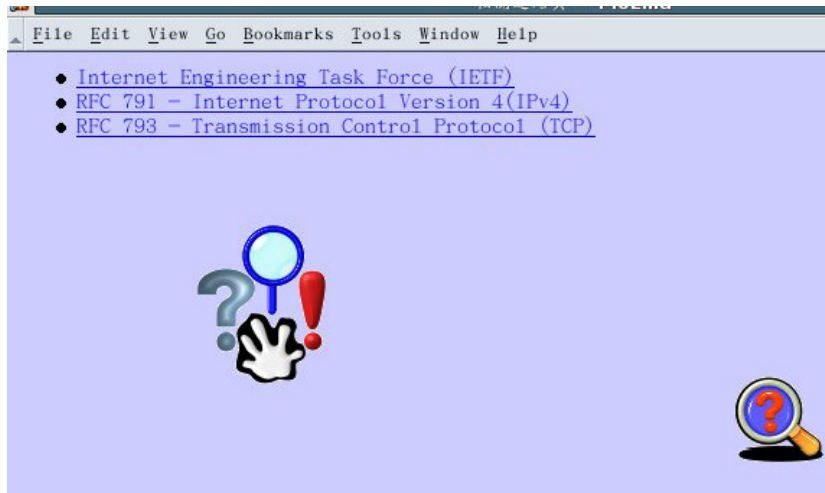 File Edit View Go Bookmarks Tools Window Help
Internet Engineering Task Force (IETF)
RFC 791 - Internet Protocol Version 4(IPv4)
RFC 793 - Transmission Control Protocol (TCP)